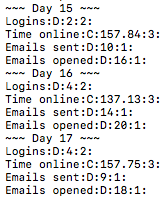 ~~~ Day 15 ~~~
Logins:D:2:2:
Time online:C:157.84:3:
Emails sent:D:10:1:
Emails opened:D:16:1:
~~~ Day 16 ~~~
Logins:D:4:2:
Time online:C:137.13:3:
Emails sent:D:14:1:
Emails opened:D:20:1:
~~~ Day 17 ~~~
Logins:D:4:2:
Time online:C:157.75:3:
Emails sent:D:9:1:
Emails opened:D:18:1: